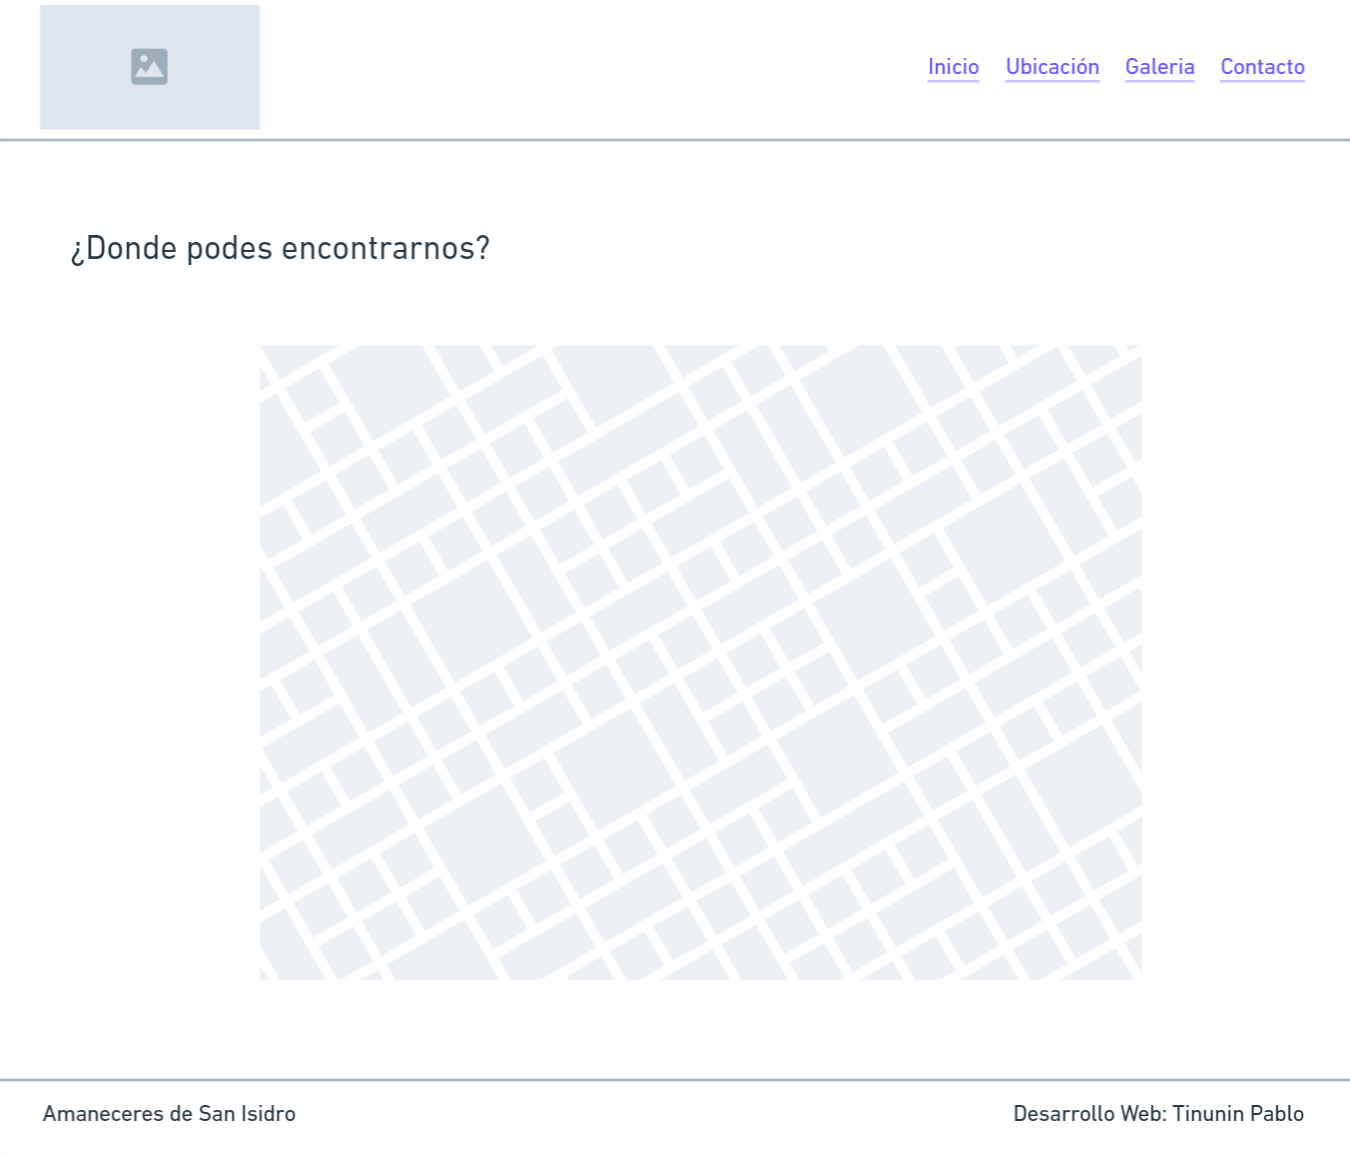 Inicio Ubicación Galeria Contacto
¿Donde podes encontrarnos?
Amaneceres de San Isidro
Desarrollo Web: Tinunin Pablo